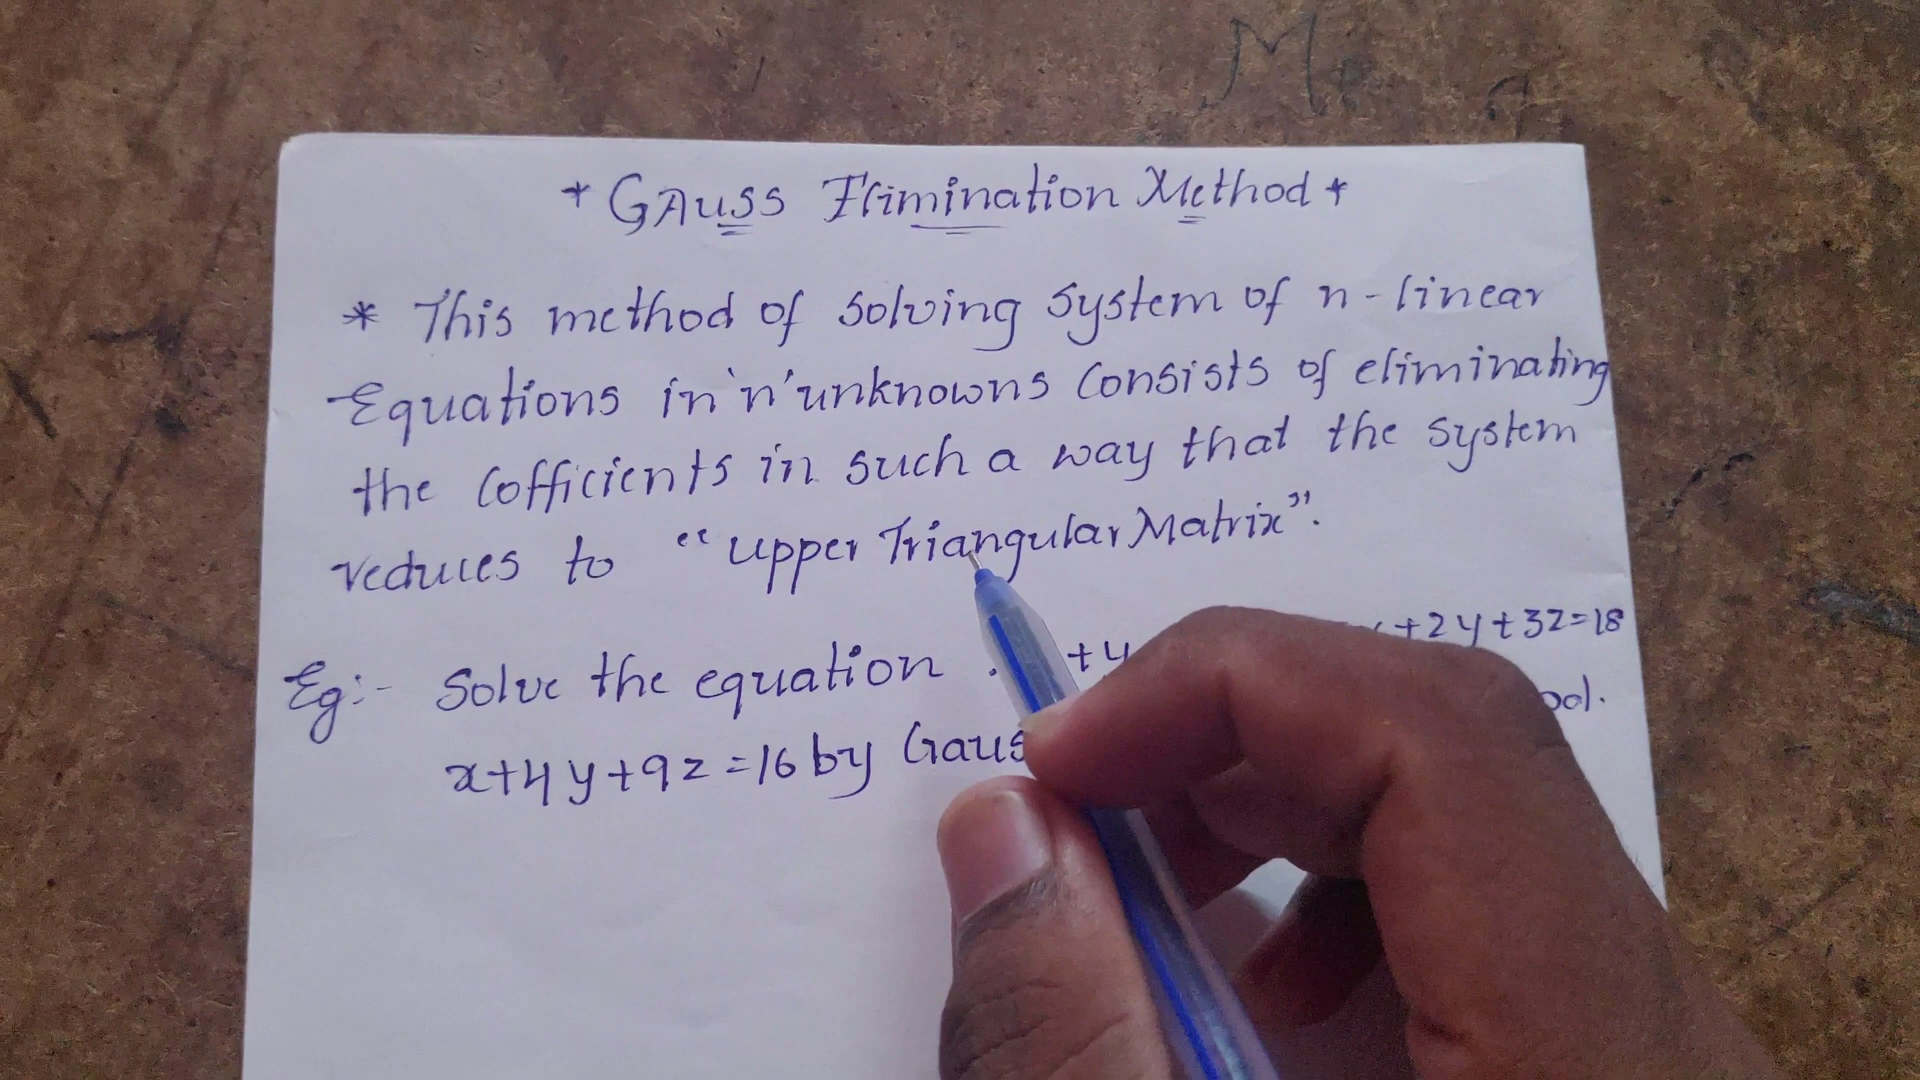 * GAuss Elimination Method *
* This method of solving system of n-linear
Equations in 'n' unknowns Consists of eliminating
the Cofficients in such a way that the system
reduces to "Upper Triangular Matrix".
Eg:- Solve the equation +y +2y+3z=18
x+4y+9z=16 by